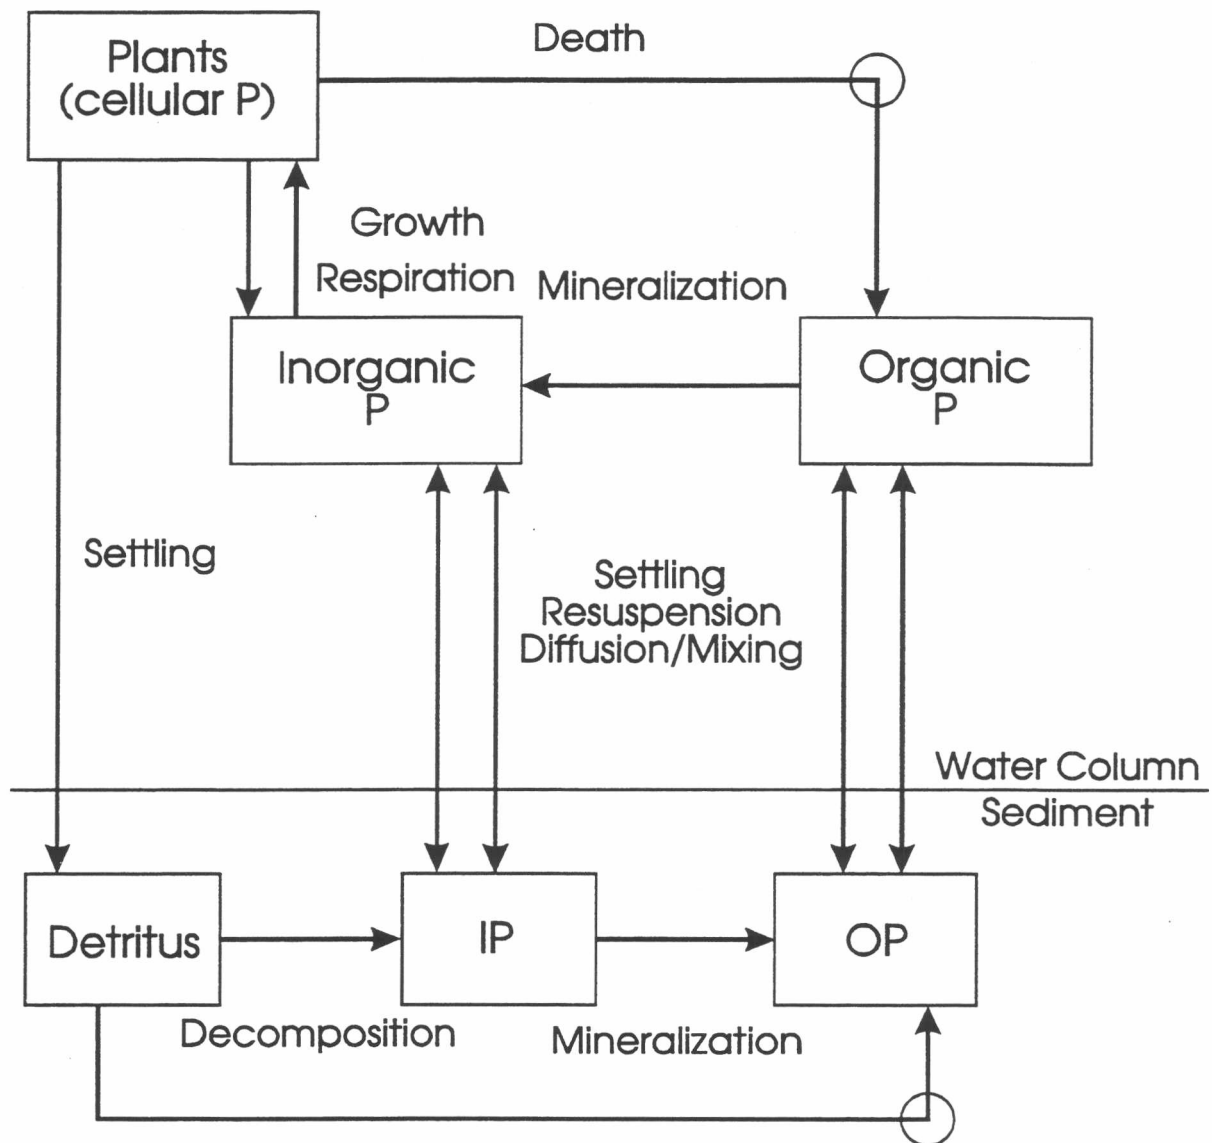 Death
Plants
(cellular P)
Growth
Respiration
Mineralization
Inorganic
P
Organic
P
Settling
Settling
Resuspension
Diffusion/Mixing
Water Column
Sediment
Detritus
IP
OP
Decomposition
Mineralization